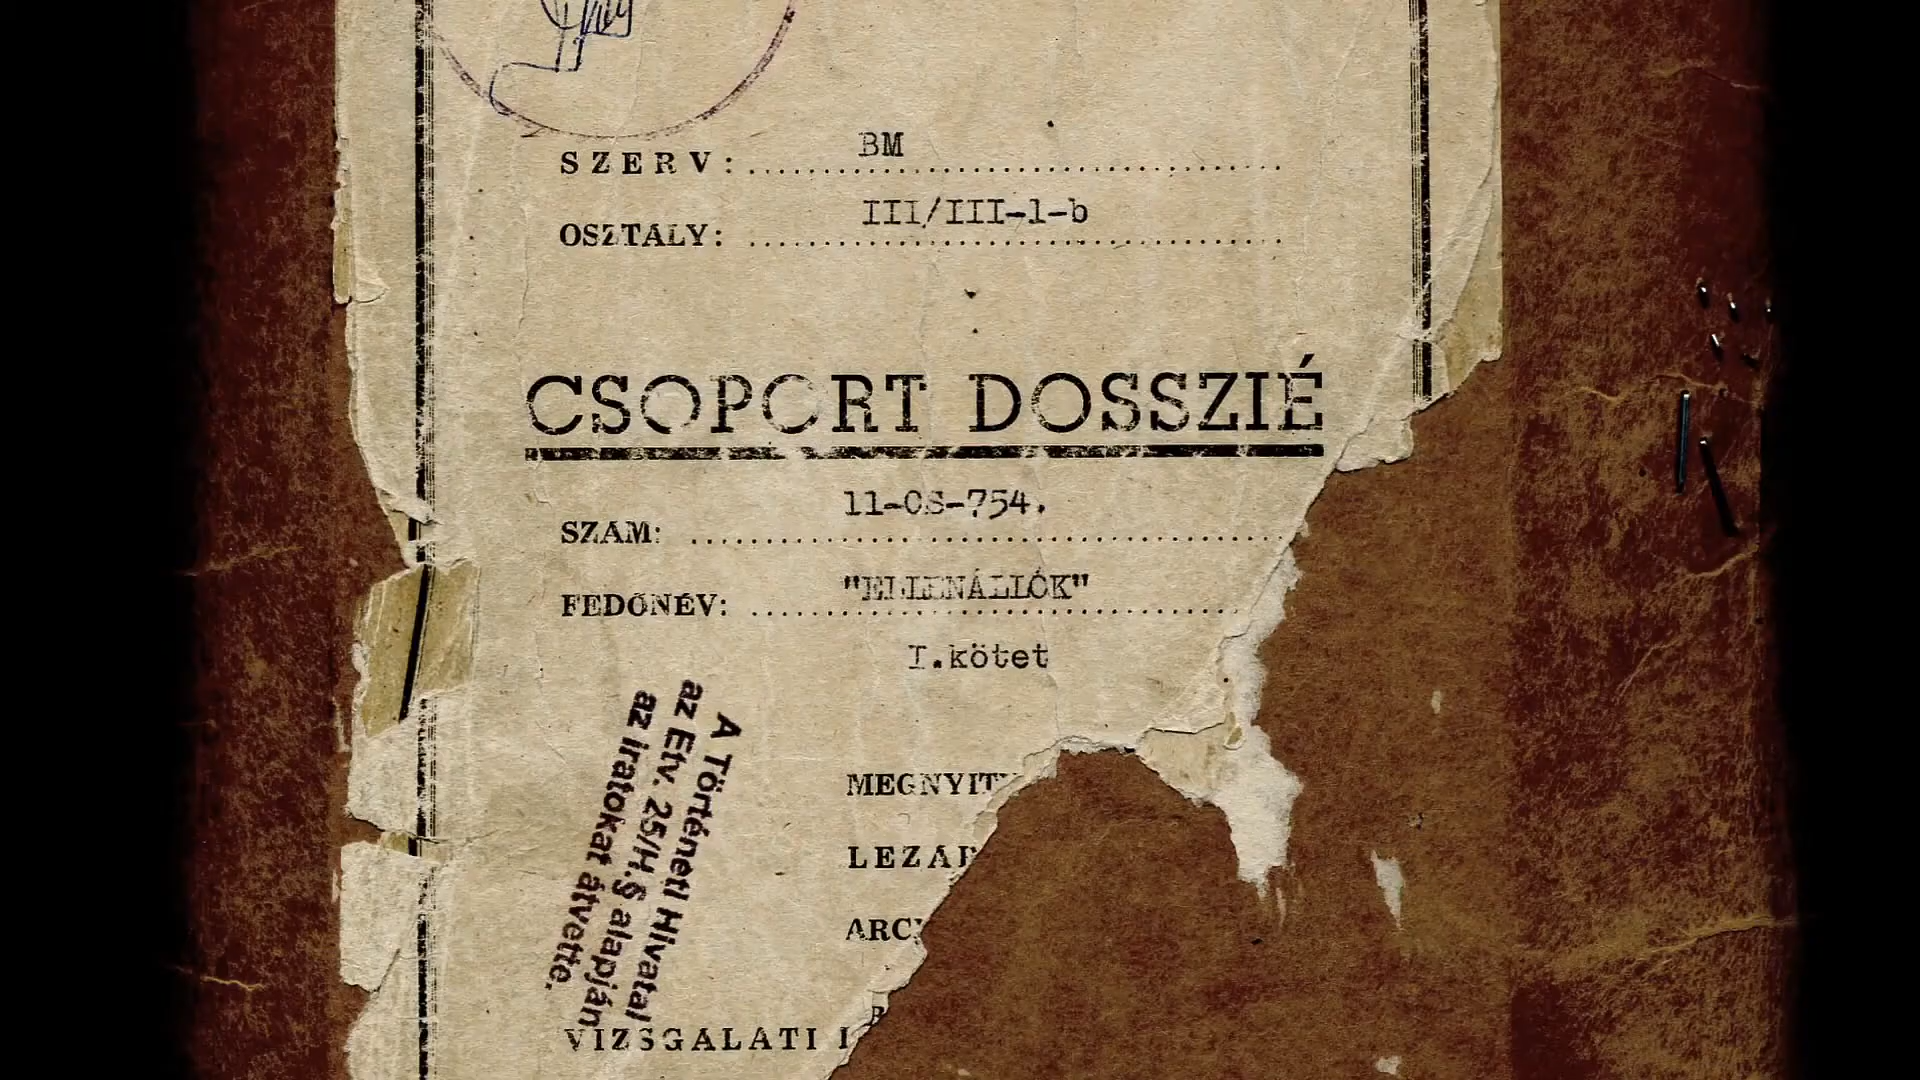 SZERV: BM
OSZTALY: III/III-1-b
CSOPORT DOSSZIÉ
SZAM: 11-OS-754.
FEDŐNÉV: "ELLENÁLLÓK"
I.kötet
A Történeti Hivatal
az Etv. 25/H.§ alapján
az iratokat átvette.
MEGNYIT
LEZAR
ARC
VIZSGALATI